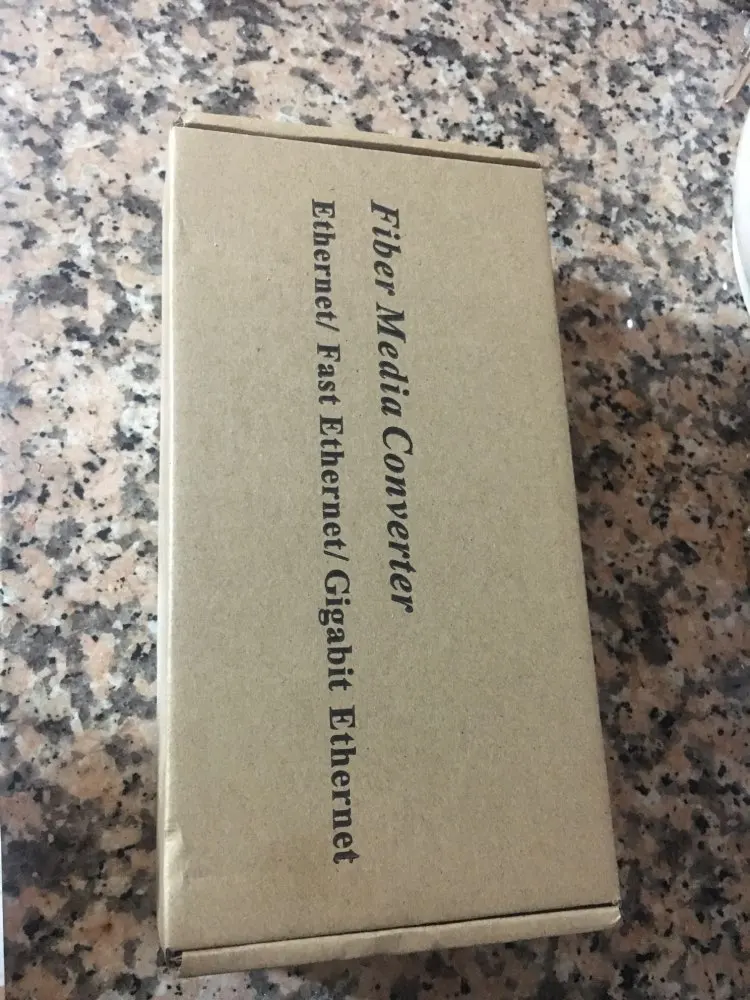 Fiber Media Converter
Ethernet/ Fast Ethernet/ Gigabit Ethernet